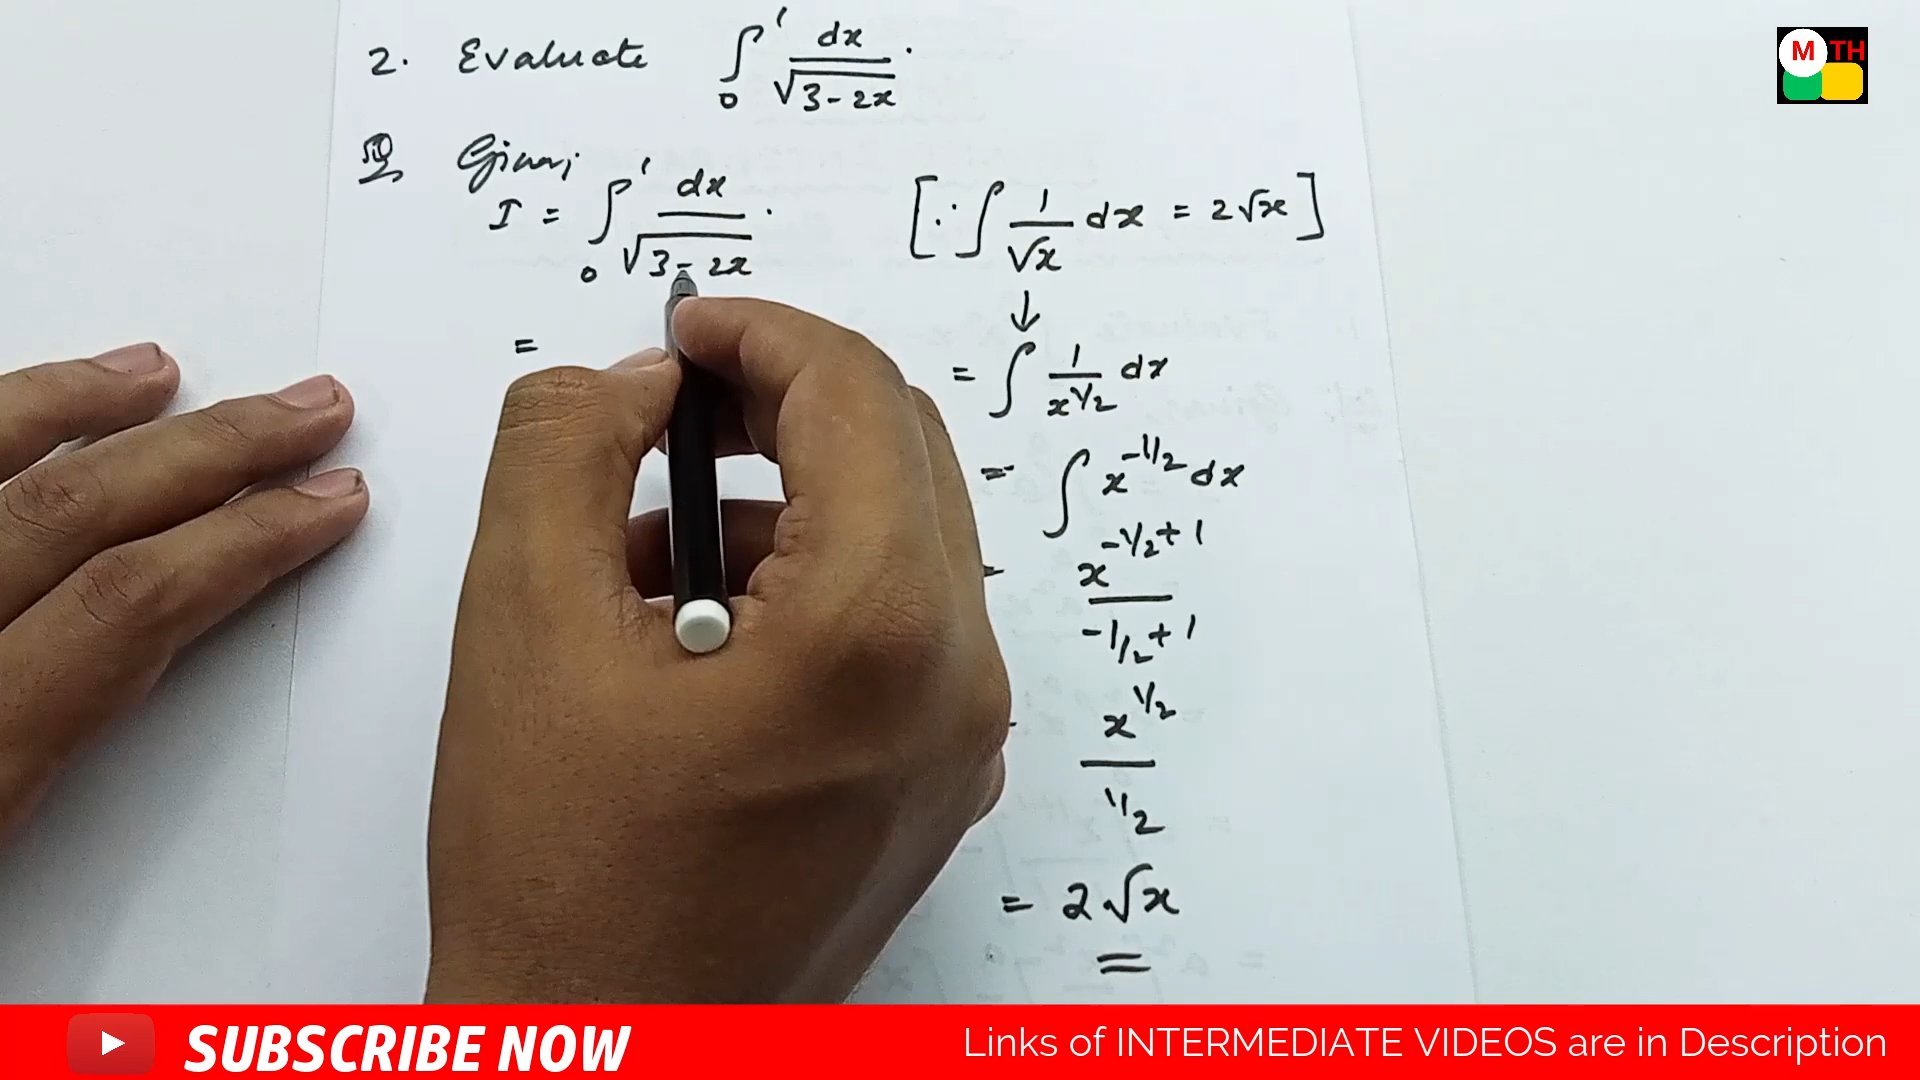 2. Evaluate ∫₀¹ dx/√(3-2x).
Sol Given;
I = ∫₀¹ dx/√(3-2x).
[∵ ∫ 1/√x dx = 2√x]
↓
= ∫ 1/x^(1/2) dx
= ∫ x^(-1/2) dx
= x^(-1/2+1)/(-1/2+1)
- x^(1/2)/(1/2)
= 2√x
=
M TH
SUBSCRIBE NOW
Links of INTERMEDIATE VIDEOS are in Description